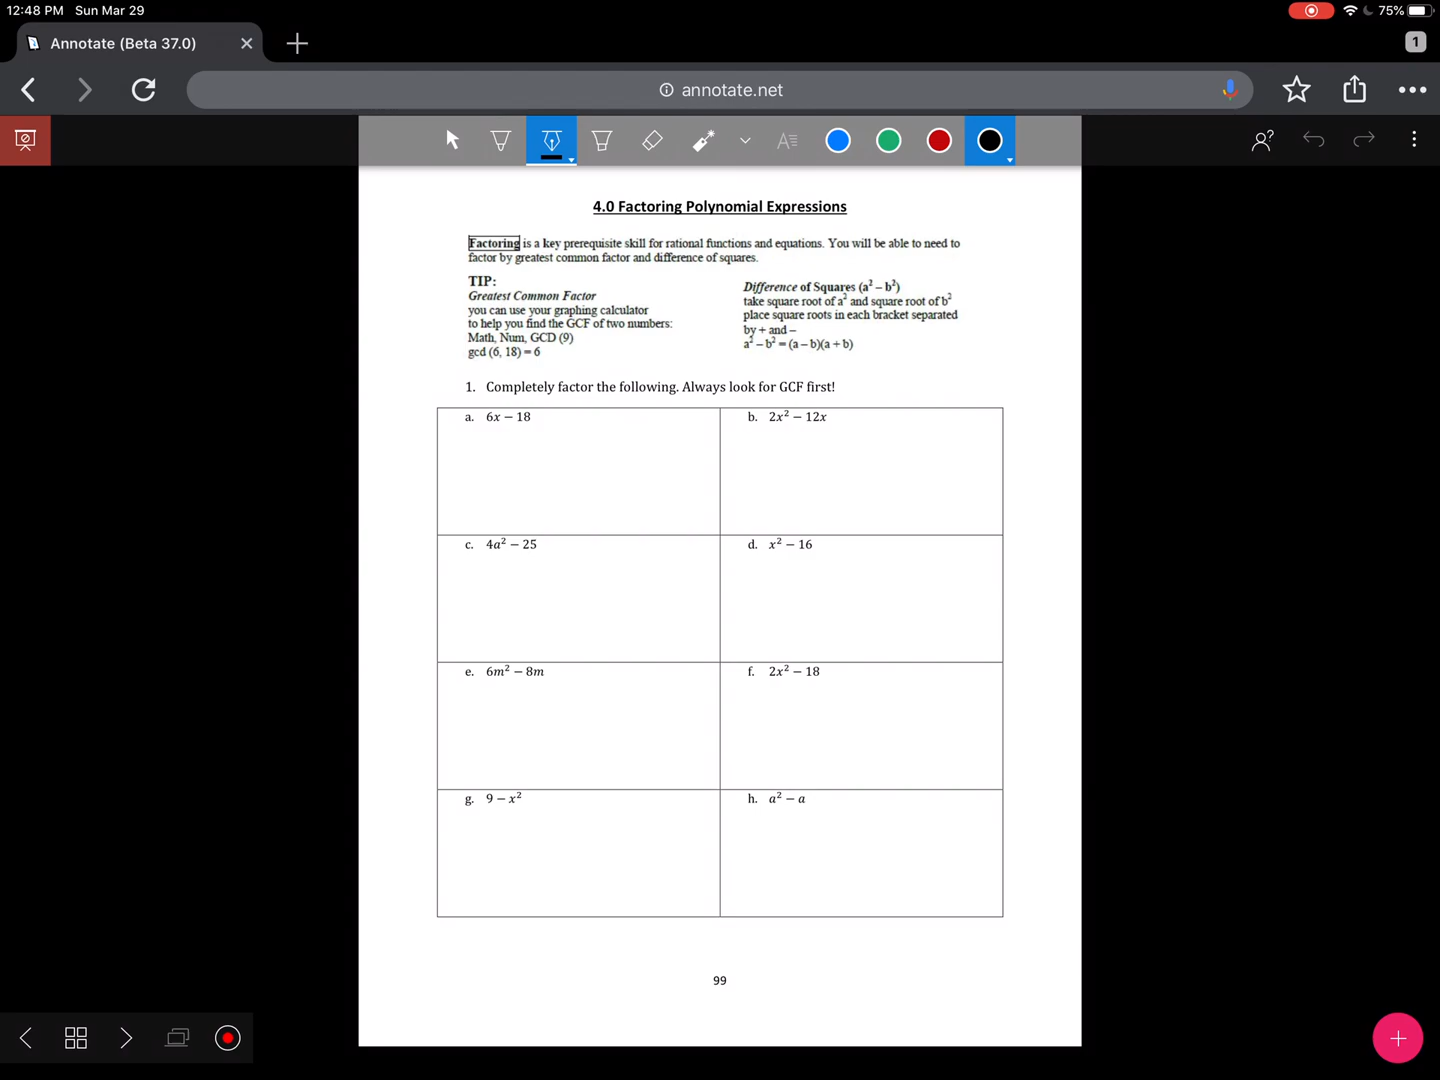 12:48 PM Sun Mar 29
75%
Annotate (Beta 37.0)
1
annotate.net
4.0 Factoring Polynomial Expressions
Factoring is a key prerequisite skill for rational functions and equations. You will be able to need to
factor by greatest common factor and difference of squares.
TIP:
Greatest Common Factor
you can use your graphing calculator
to help you find the GCF of two numbers:
Math, Num, GCD (9)
gcd (6, 18) = 6
Difference of Squares (a² – b²)
take square root of a² and square root of b²
place square roots in each bracket separated
by + and –
a² – b² = (a – b)(a + b)
1. Completely factor the following. Always look for GCF first!
a. 6x − 18
b. 2x² − 12x
c. 4a² − 25
d. x² − 16
e. 6m² − 8m
f. 2x² − 18
g. 9 − x²
h. a² − a
99